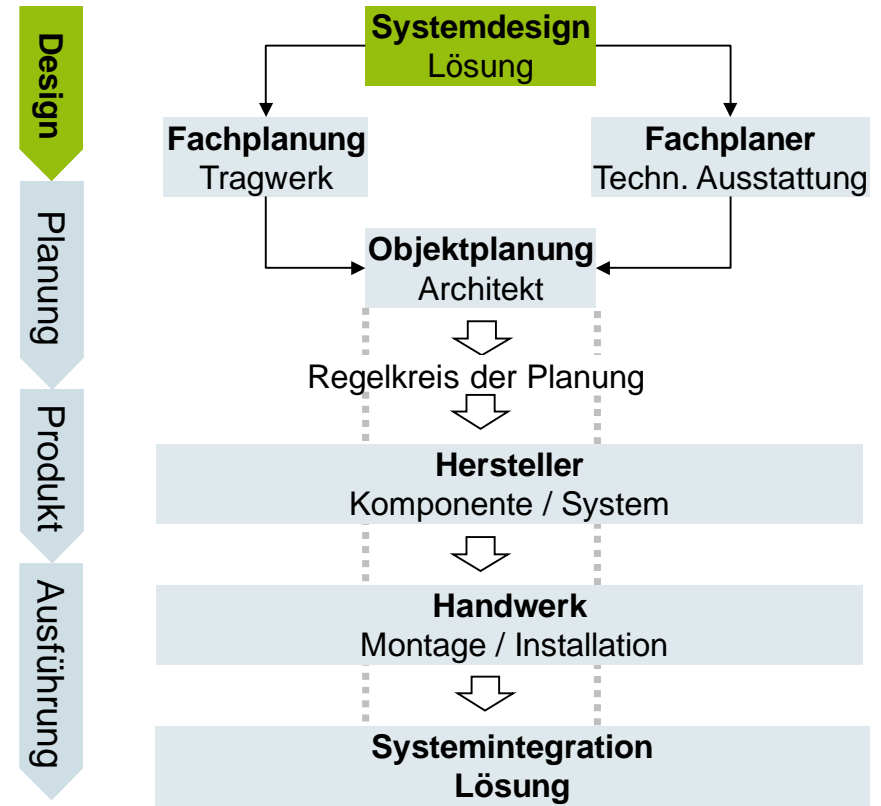 Design
Planung
Produkt
Ausführung
Systemdesign
Lösung
Fachplanung
Tragwerk
Fachplaner
Techn. Ausstattung
Objektplanung
Architekt
Regelkreis der Planung
Hersteller
Komponente / System
Handwerk
Montage / Installation
Systemintegration
Lösung